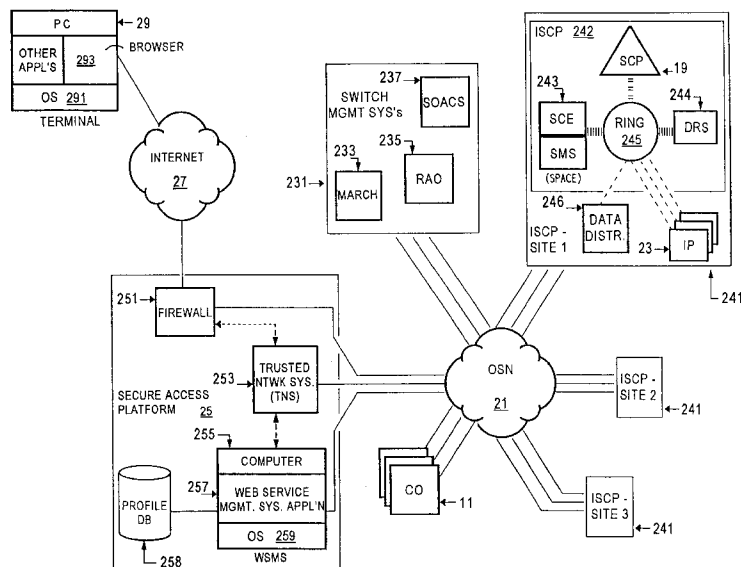 PC
29
BROWSER
OTHER
APPL'S
293
OS 291
TERMINAL
INTERNET
27
SWITCH
MGMT SYS's
237
SOACS
235
RAO
233
MARCH
231
ISCP 242
SCP
19
243
SCE
SMS
(SPACE)
RING
245
244
DRS
246
DATA
DISTR.
ISCP -
SITE 1
23
IP
241
251
FIREWALL
253
TRUSTED
NTWK SYS.
(TNS)
SECURE ACCESS
PLATFORM 25
255
COMPUTER
257
WEB SERVICE
MGMT. SYS. APPL'N
OS 259
WSMS
PROFILE
DB
258
OSN
21
CO
11
ISCP -
SITE 2
241
ISCP -
SITE 3
241